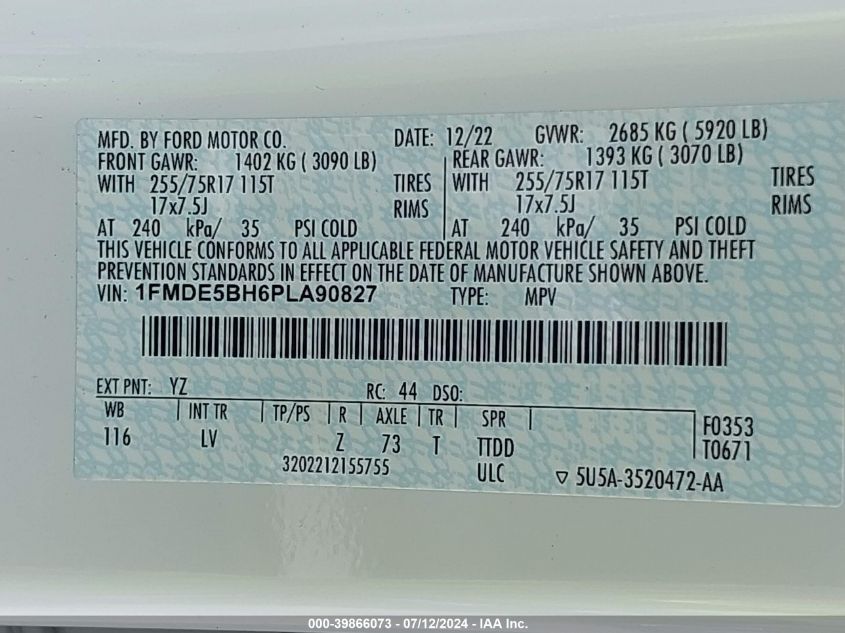 MFD. BY FORD MOTOR CO. DATE: 12/22 GVWR: 2685 KG ( 5920 LB)
FRONT GAWR: 1402 KG ( 3090 LB) REAR GAWR: 1393 KG ( 3070 LB)
WITH 255/75R17 115T TIRES WITH 255/75R17 115T TIRES
17x7.5J RIMS 17x7.5J RIMS
AT 240 kPa/ 35 PSI COLD AT 240 kPa/ 35 PSI COLD
THIS VEHICLE CONFORMS TO ALL APPLICABLE FEDERAL MOTOR VEHICLE SAFETY AND THEFT
PREVENTION STANDARDS IN EFFECT ON THE DATE OF MANUFACTURE SHOWN ABOVE.
VIN: 1FMDE5BH6PLA90827 TYPE: MPV
EXT PNT: YZ RC: 44 DSO:
WB INT TR TP/PS R AXLE TR SPR F0353
116 LV Z 73 T TTDD T0671
3202212155755 ULC ▽ 5U5A-3520472-AA
000-39866073 - 07/12/2024 - IAA Inc.